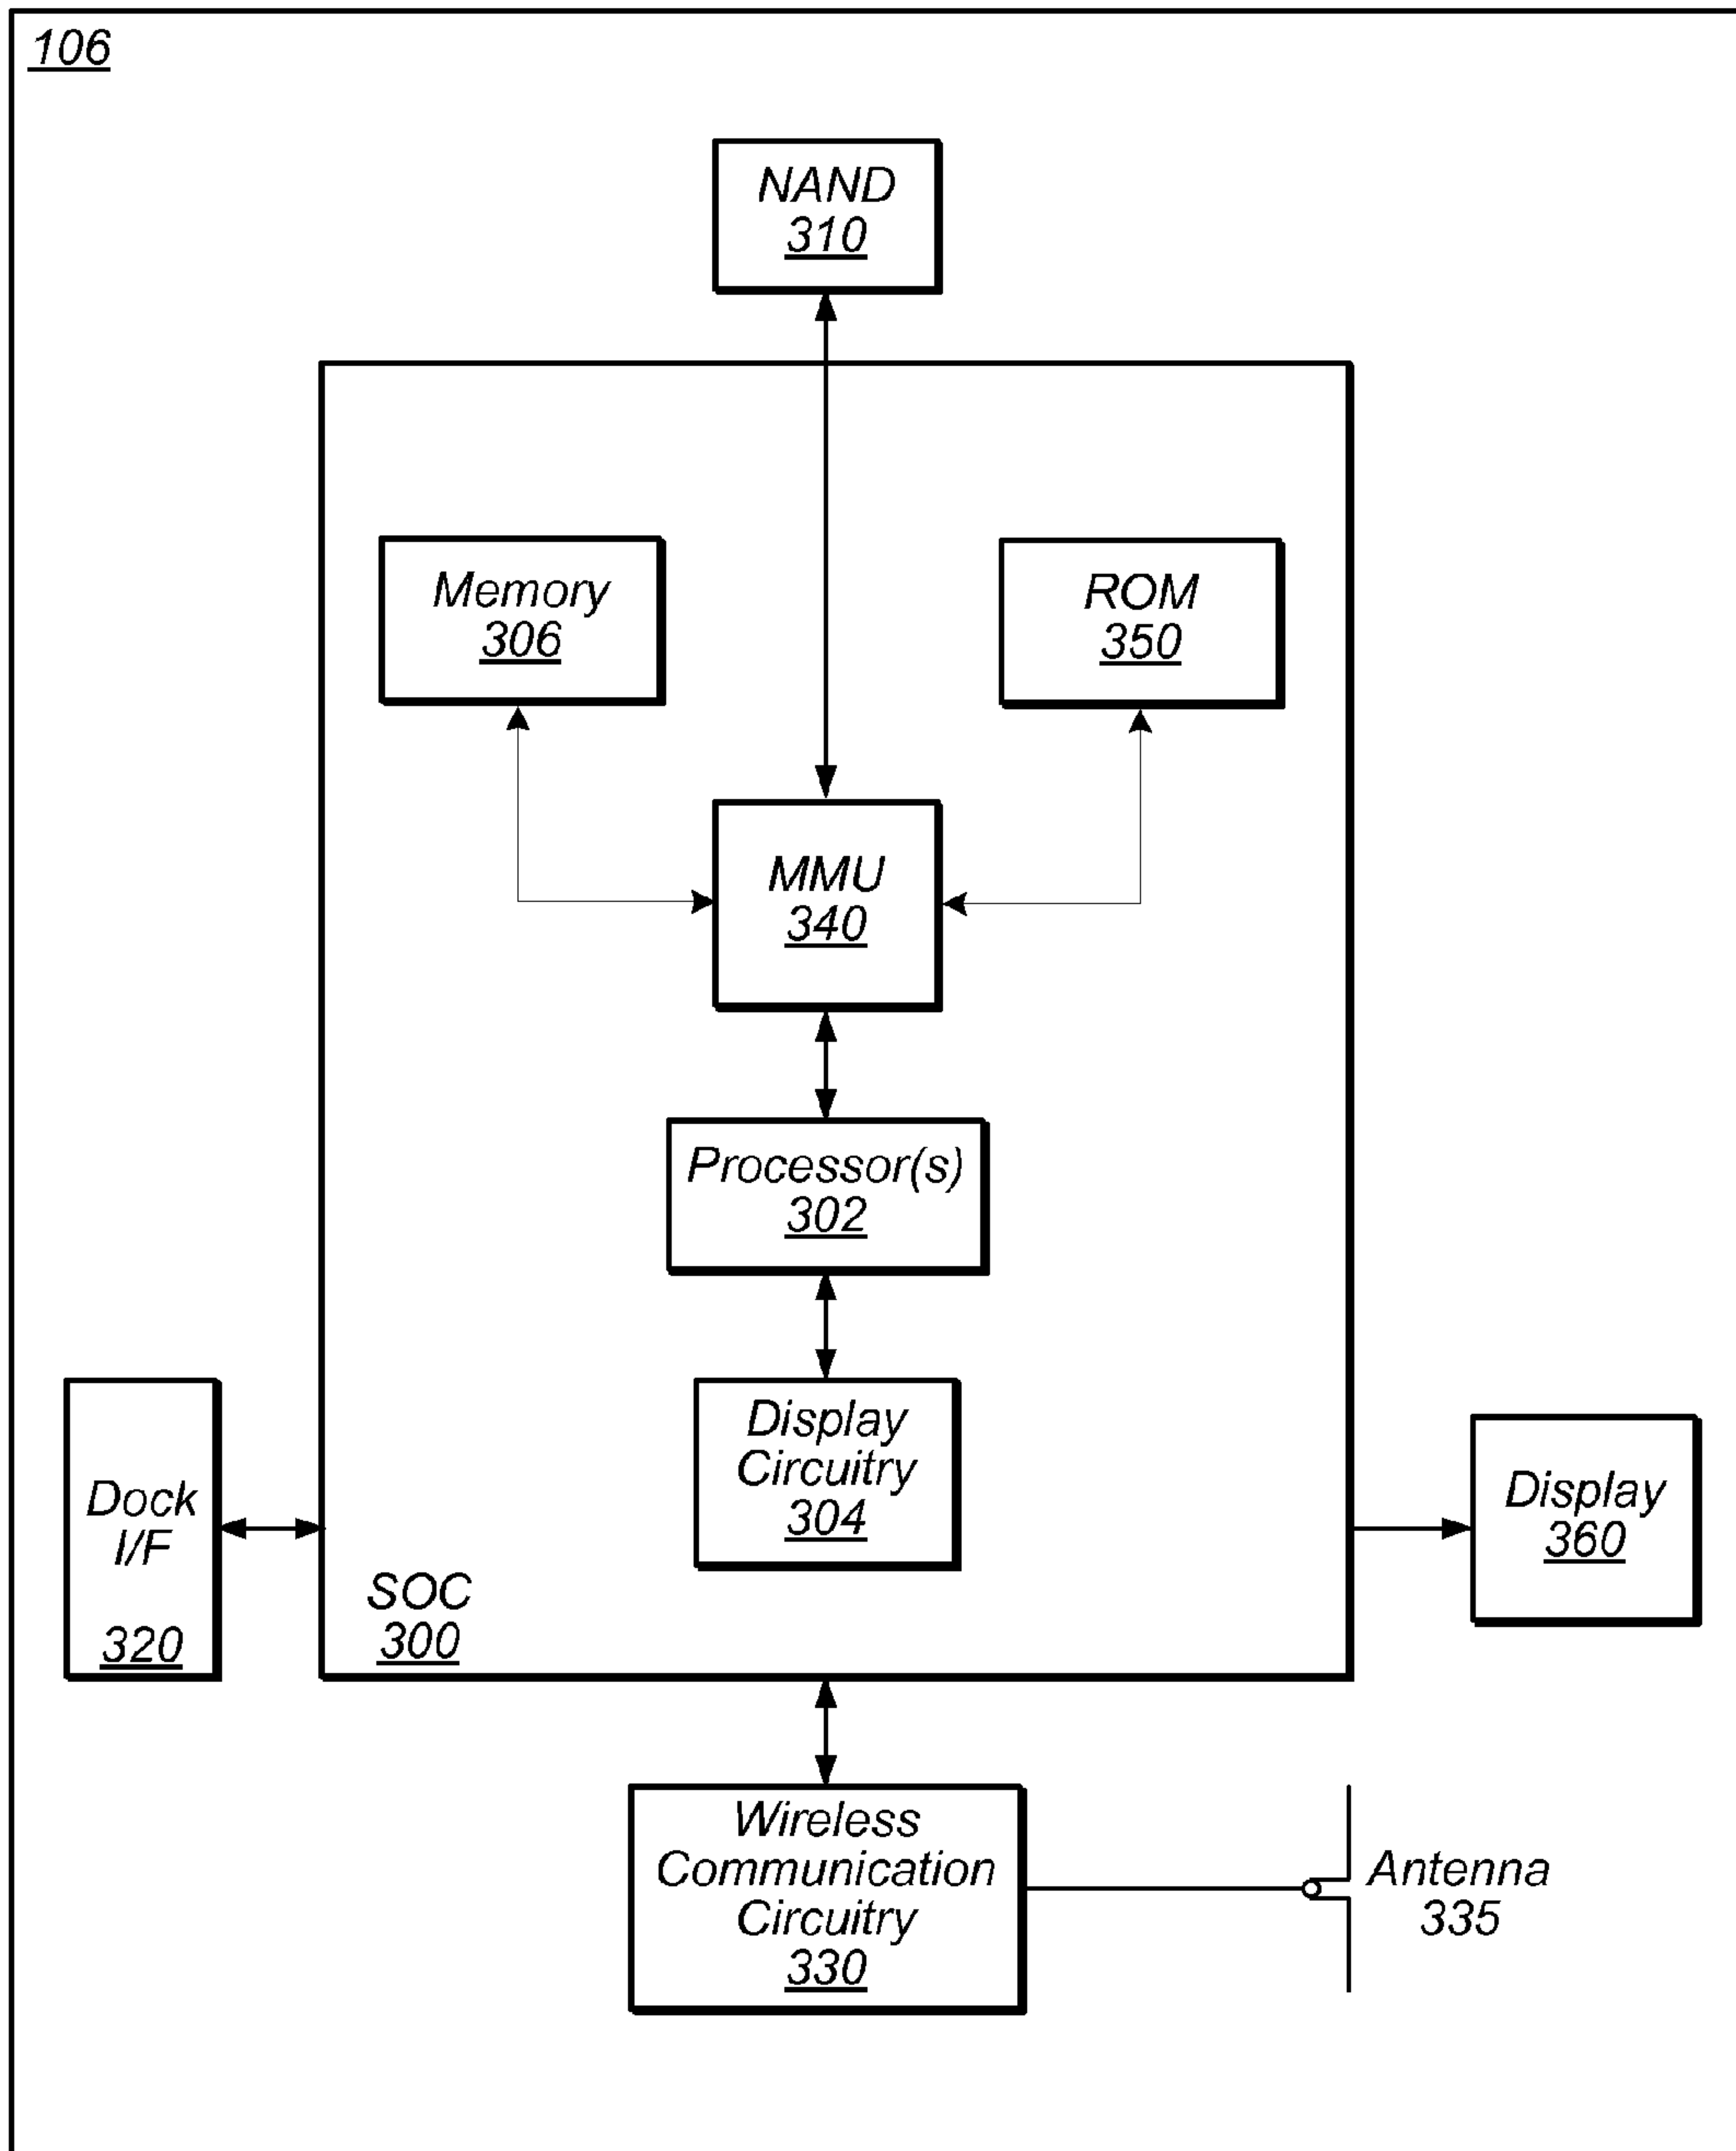 106
NAND
310
Memory
306
ROM
350
MMU
340
Processor(s)
302
Display
Circuitry
304
Dock
I/F
320
SOC
300
Display
360
Wireless
Communication
Circuitry
330
Antenna
335